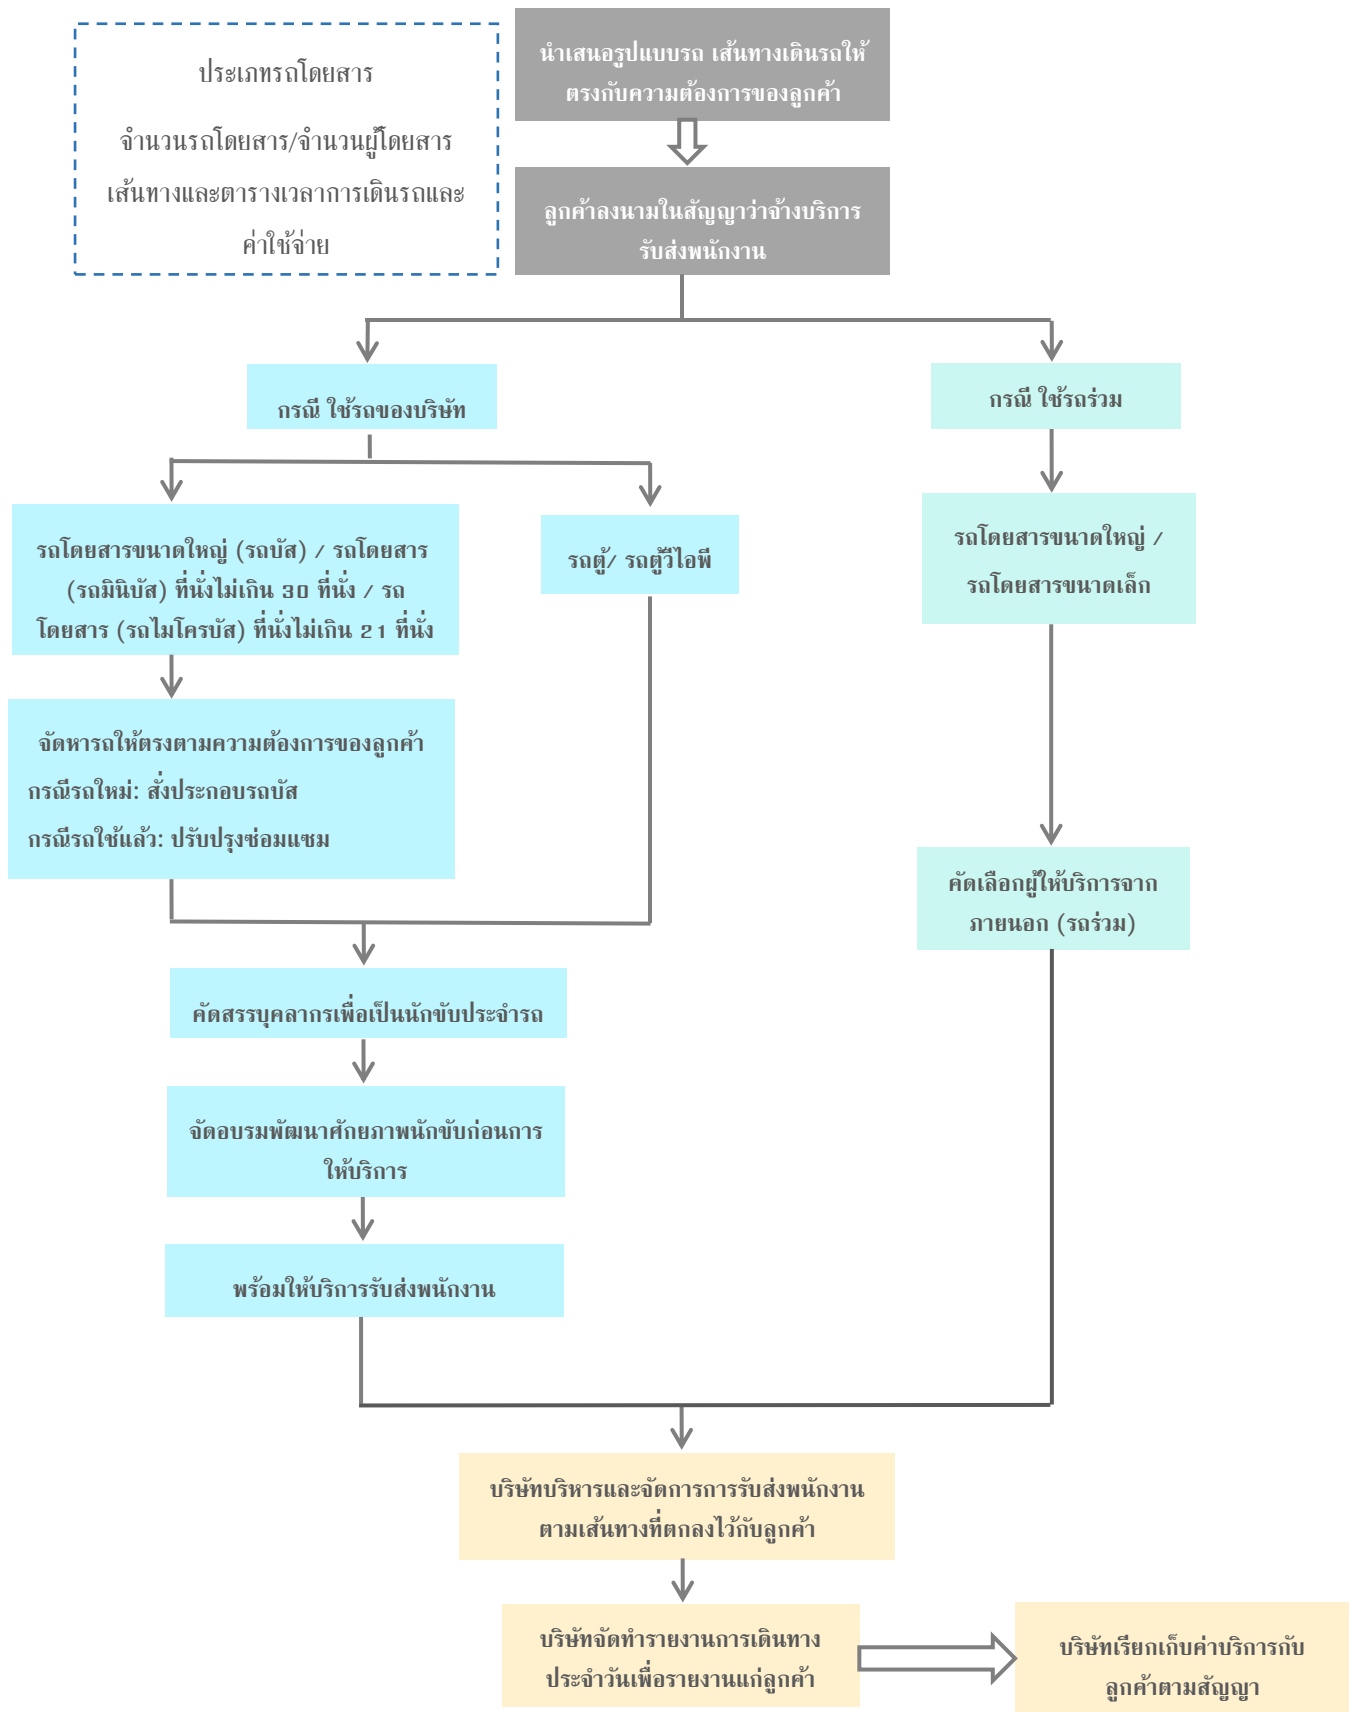 ประเภทรถโดยสาร
จำนวนรถโดยสาร/จำนวนผู้โดยสาร
เส้นทางและตารางเวลาการเดินรถและ
ค่าใช้จ่าย
นำเสนอรูปแบบรถ เส้นทางเดินรถให้
ตรงกับความต้องการของลูกค้า
ลูกค้าลงนามในสัญญาว่าจ้างบริการ
รับส่งพนักงาน
กรณี ใช้รถของบริษัท
กรณี ใช้รถร่วม
รถโดยสารขนาดใหญ่ (รถบัส) / รถโดยสาร
(รถมินิบัส) ที่นั่งไม่เกิน 30 ที่นั่ง / รถ
โดยสาร (รถไมโครบัส) ที่นั่งไม่เกิน 21 ที่นั่ง
รถตู้/ รถตู้วีไอพี
รถโดยสารขนาดใหญ่ /
รถโดยสารขนาดเล็ก
จัดหารถให้ตรงตามความต้องการของลูกค้า
กรณีรถใหม่: สั่งประกอบรถบัส
กรณีรถใช้แล้ว: ปรับปรุงซ่อมแซม
คัดเลือกผู้ให้บริการจาก
ภายนอก (รถร่วม)
คัดสรรบุคลากรเพื่อเป็นนักขับประจำรถ
จัดอบรมพัฒนาศักยภาพนักขับก่อนการ
ให้บริการ
พร้อมให้บริการรับส่งพนักงาน
บริษัทบริหารและจัดการการรับส่งพนักงาน
ตามเส้นทางที่ตกลงไว้กับลูกค้า
บริษัทจัดทำรายงานการเดินทาง
ประจำวันเพื่อรายงานแก่ลูกค้า
บริษัทเรียกเก็บค่าบริการกับ
ลูกค้าตามสัญญา